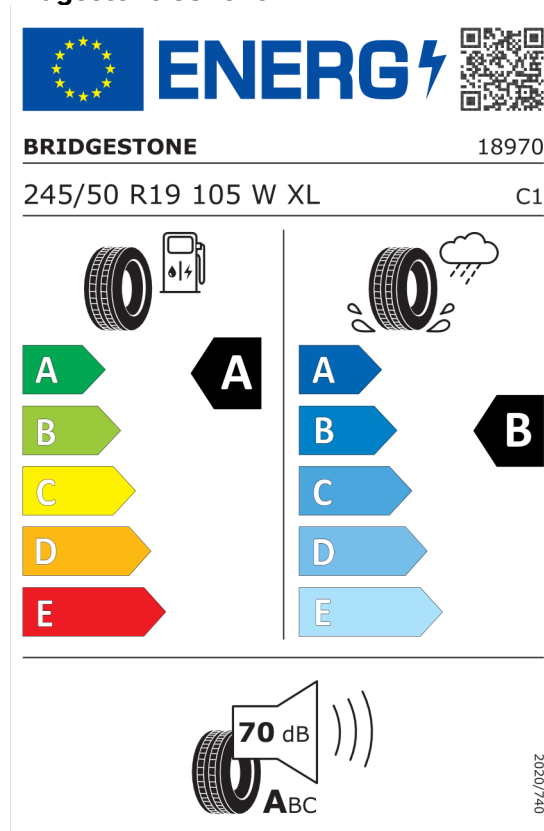 ENERG
BRIDGESTONE 18970
245/50 R19 105 W XL C1
A A A
B B B
C C
D D
E E
70 dB
ABC
2020/740